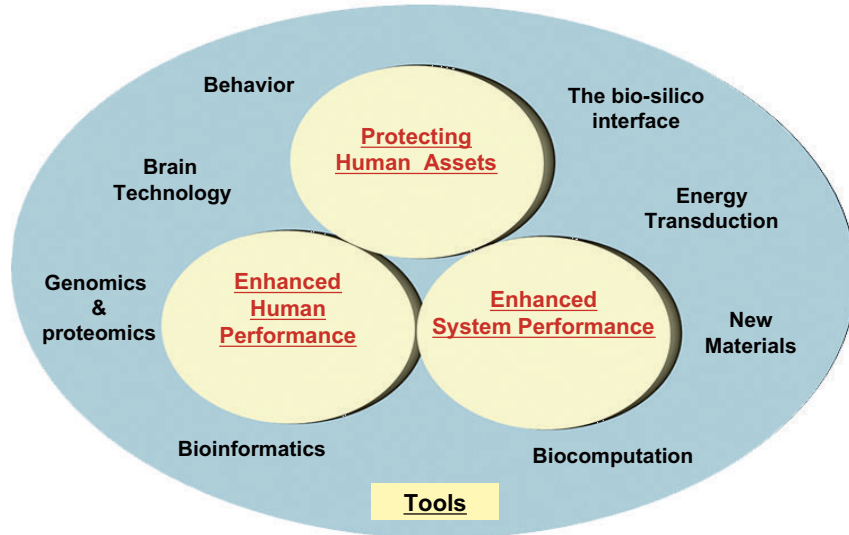 Behavior
The bio-silico
interface
Protecting
Human Assets
Brain
Technology
Energy
Transduction
Genomics
&
proteomics
Enhanced
Human
Performance
Enhanced
System Performance
New
Materials
Bioinformatics
Biocomputation
Tools